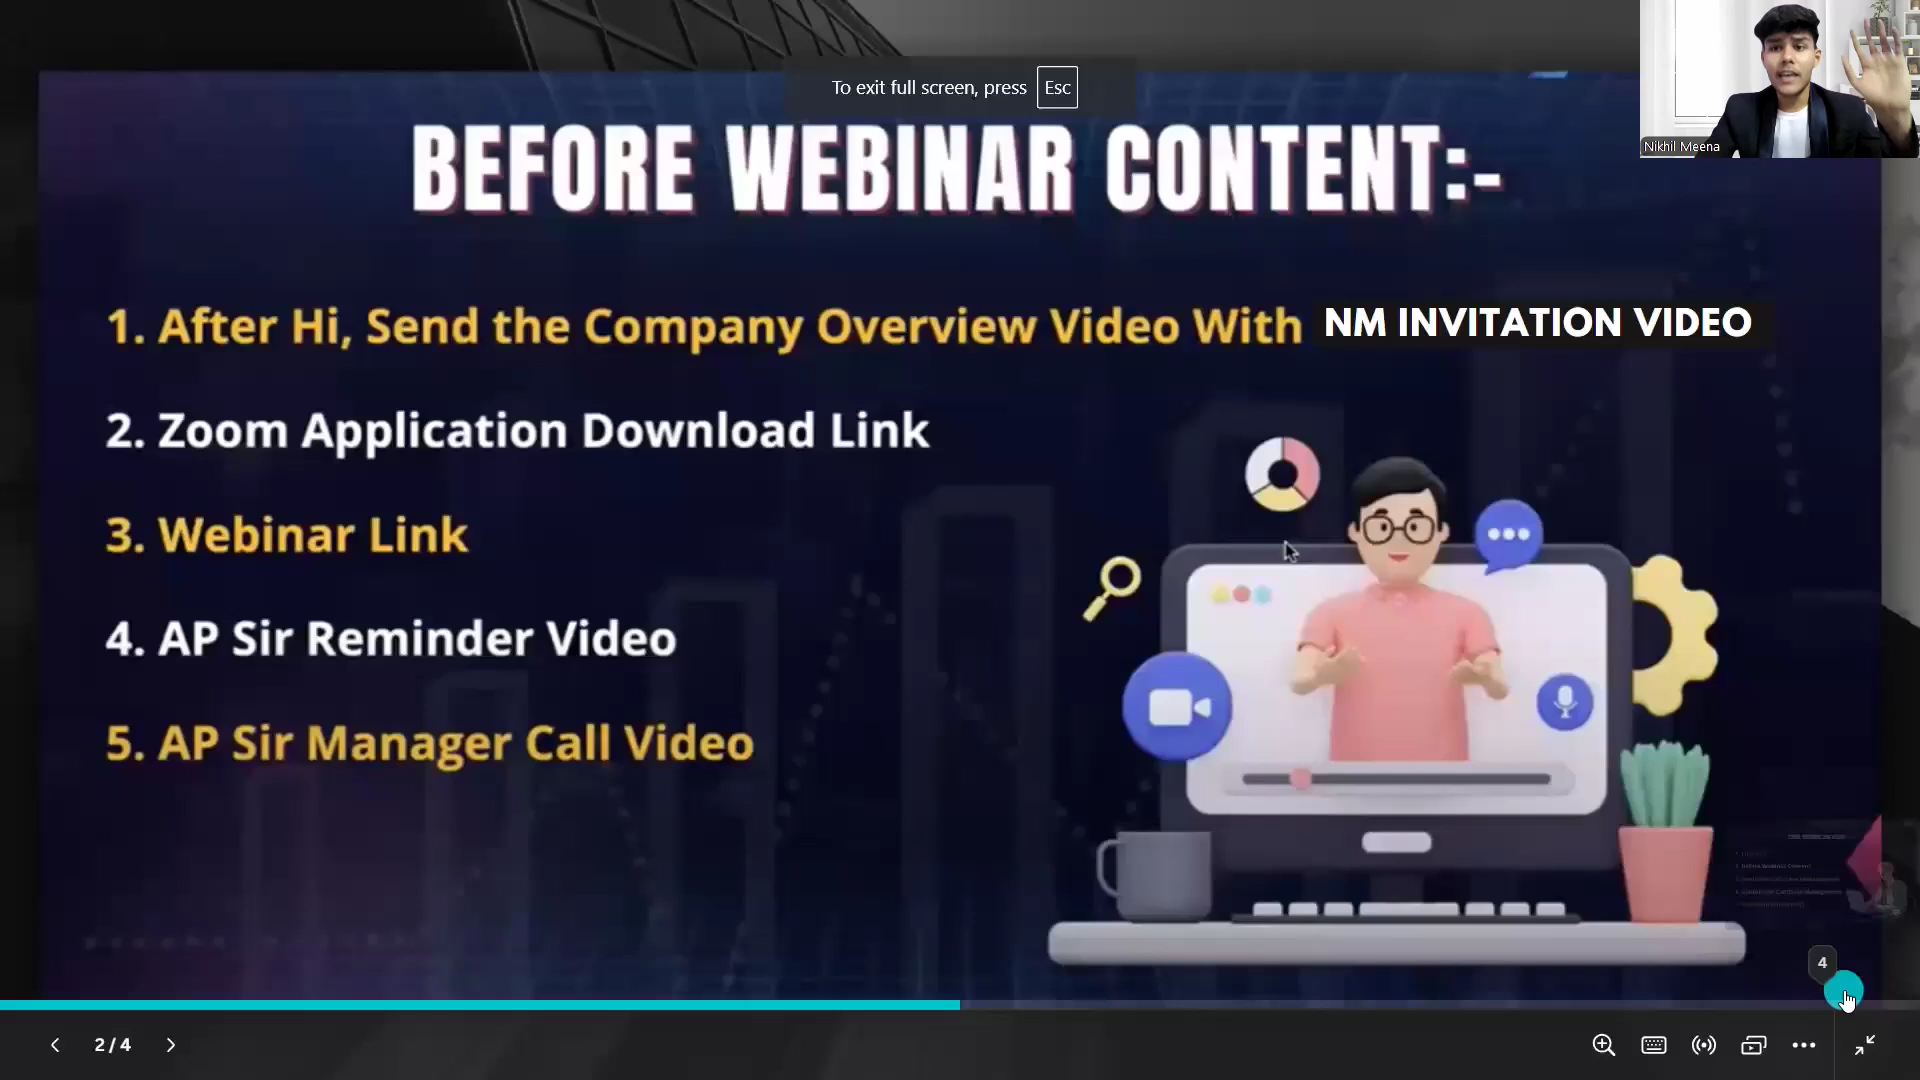 To exit full screen, press Esc
Nikhil Meena
BEFORE WEBINAR CONTENT:-
1. After Hi, Send the Company Overview Video With NM INVITATION VIDEO
2. Zoom Application Download Link
3. Webinar Link
4. AP Sir Reminder Video
5. AP Sir Manager Call Video
4
2 / 4